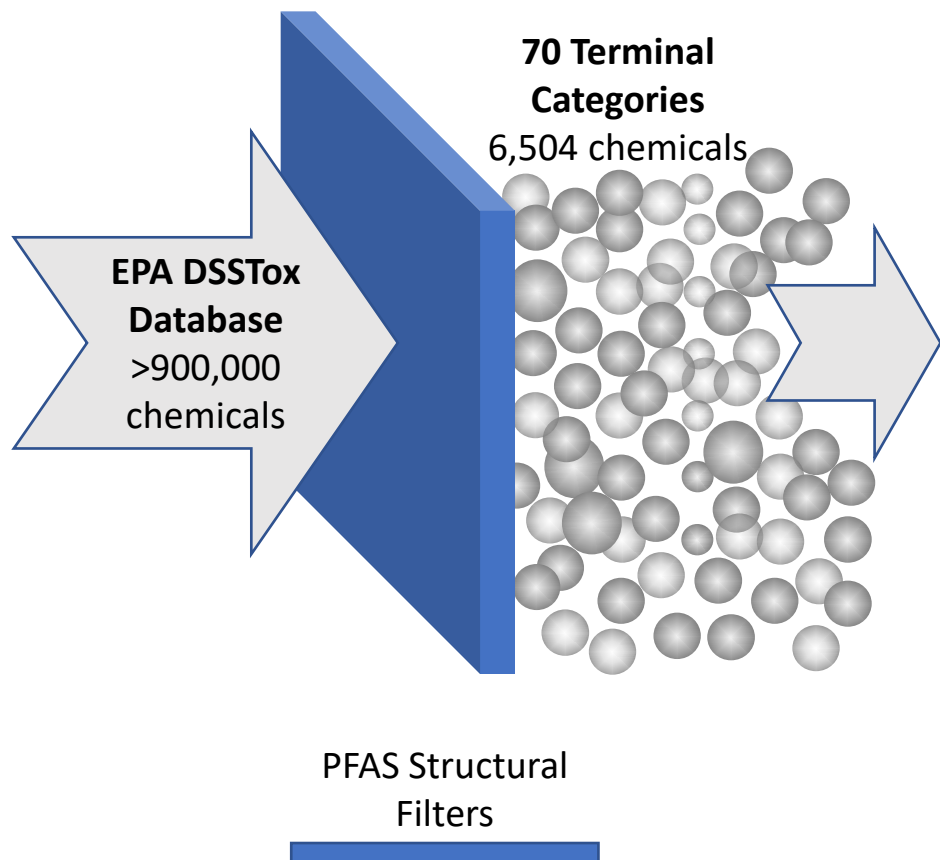 70 Terminal
Categories
6,504 chemicals
EPA DSSTox
Database
>900,000
chemicals
PFAS Structural
Filters